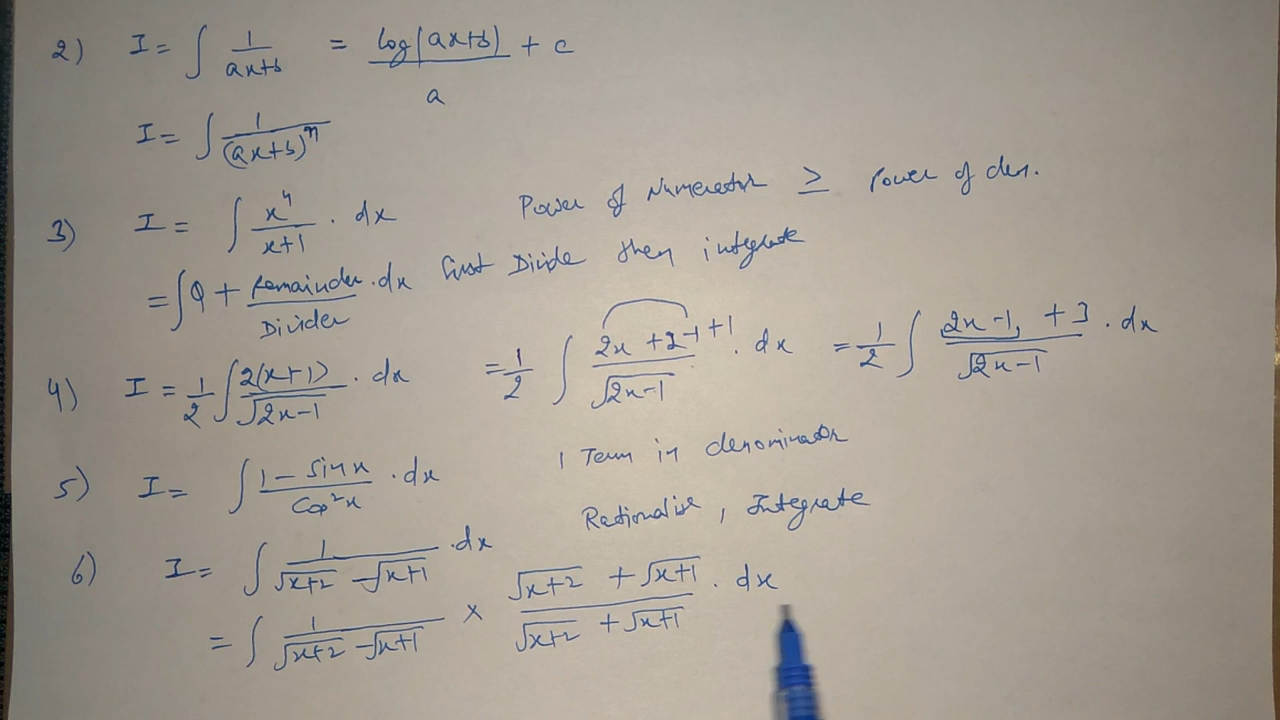 2) I = ∫ 1/(ax+b) = log(ax+b)/a + c
I = ∫ 1/(ax+b)^n
3) I = ∫ x^4/(x+1) . dx Power of Numerator ≥ Power of den.
= ∫ Q + Remainder/Divider . dx First Divide then integrate
4) I = 1/2 ∫ 2(x+1)/√(2x-1) . dx = 1/2 ∫ (2x +2-1+1)/√(2x-1) . dx = 1/2 ∫ (2x-1, +3)/√(2x-1) . dx
5) I = ∫ (1 - Sin x)/(Cos^2 x) . dx 1 Term in denominator
Rationalise, Integrate
6) I = ∫ 1/(√(x+2) - √(x+1)) . dx
= ∫ 1/(√(x+2) - √(x+1)) × (√(x+2) + √(x+1))/(√(x+2) + √(x+1)) . dx